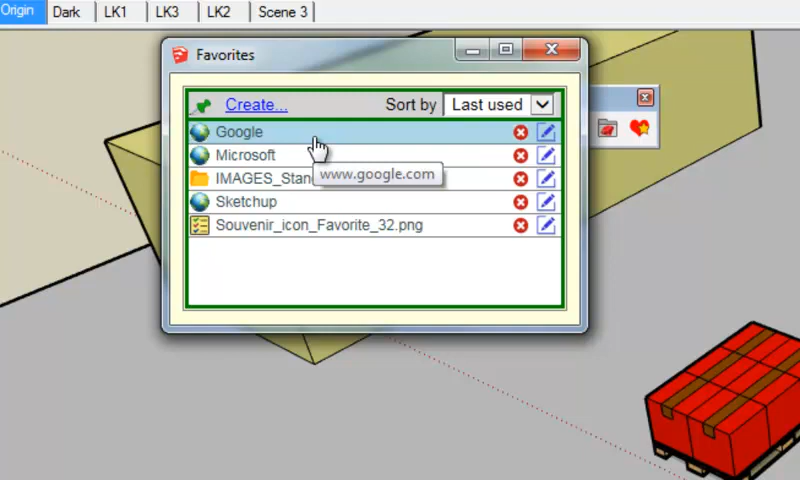 Origin Dark LK1 LK3 LK2 Scene 3
Favorites
Create... Sort by Last used
Google
Microsoft
www.google.com
IMAGES_Stan
Sketchup
Souvenir_icon_Favorite_32.png